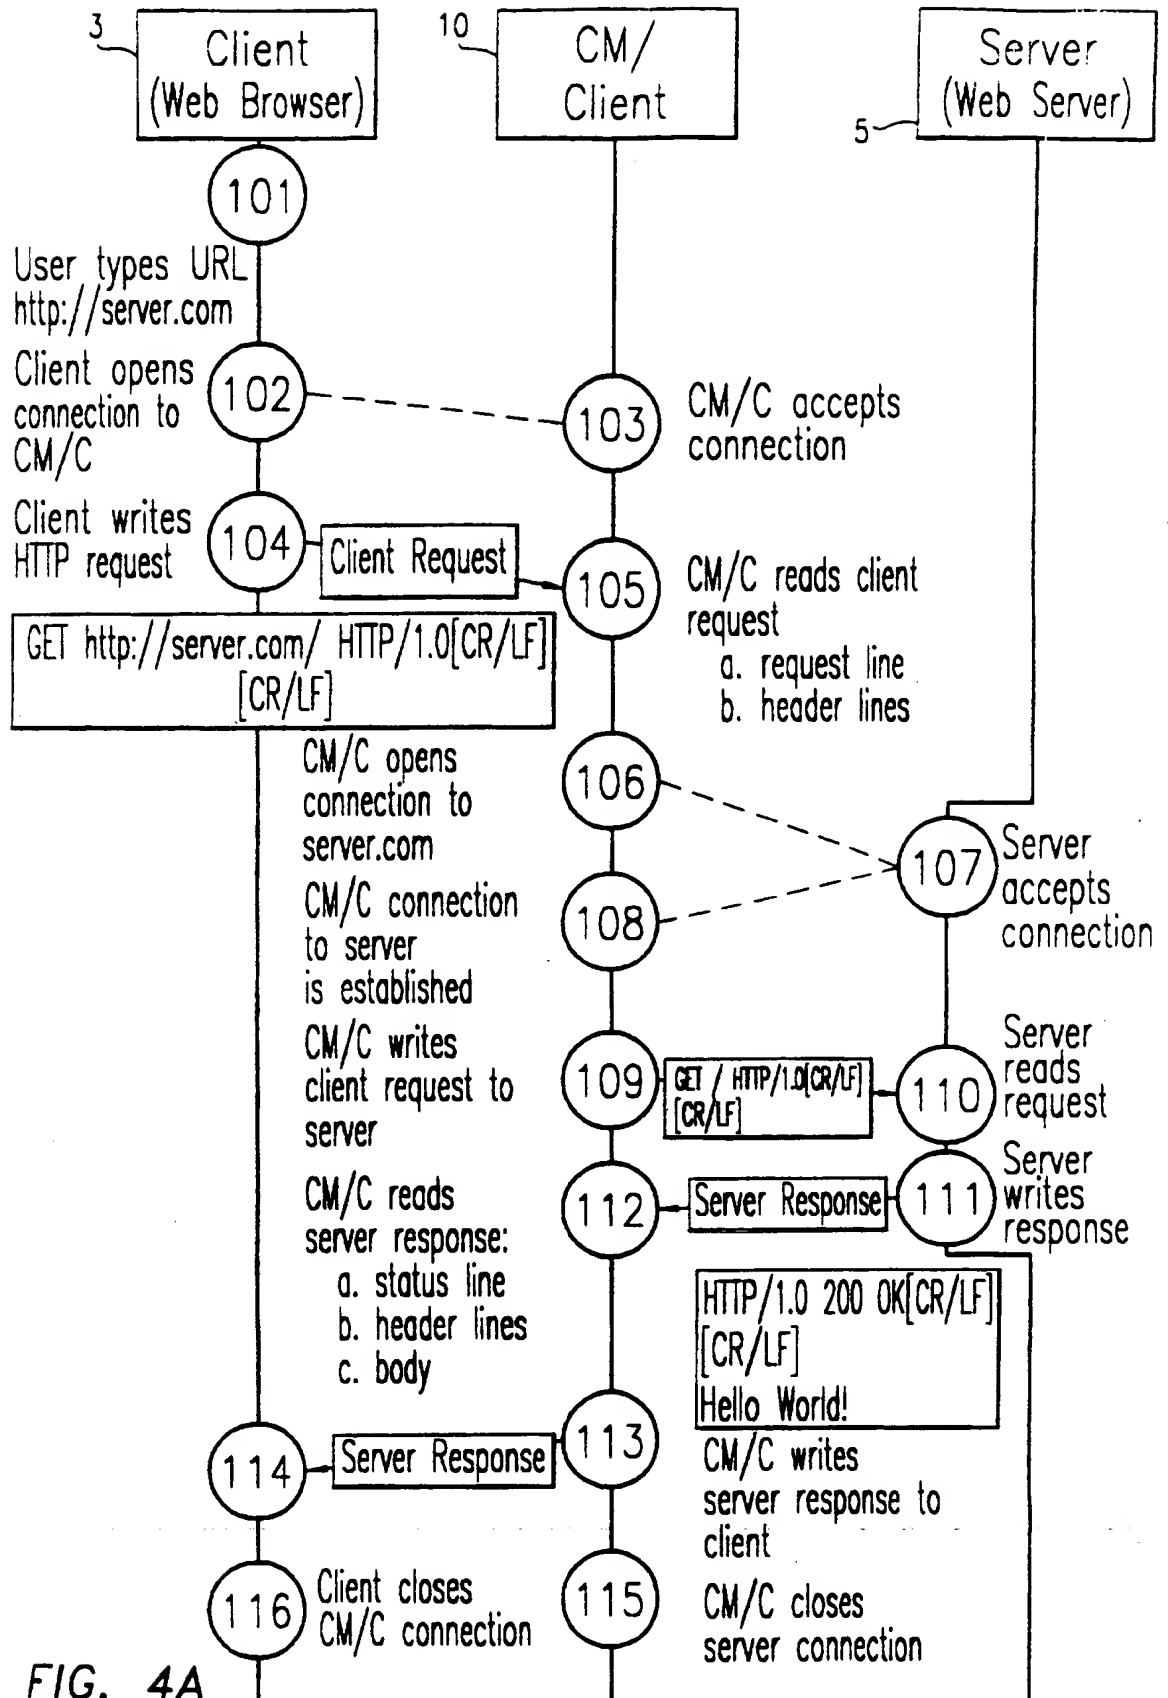 3
Client
(Web Browser)
10
CM/
Client
Server
(Web Server)
5
101
User types URL
http://server.com
Client opens
connection to
CM/C
102
103
CM/C accepts
connection
Client writes
HTTP request
104
Client Request
105
CM/C reads client
request
a. request line
b. header lines
GET http://server.com/ HTTP/1.0[CR/LF]
[CR/LF]
CM/C opens
connection to
server.com
106
107
Server
accepts
connection
CM/C connection
to server
is established
108
CM/C writes
client request to
server
109
GET / HTTP/1.0[CR/LF]
[CR/LF]
110
Server
reads
request
CM/C reads
server response:
a. status line
b. header lines
c. body
112
Server Response
111
Server
writes
response
HTTP/1.0 200 OK[CR/LF]
[CR/LF]
Hello World!
114
Server Response
113
CM/C writes
server response to
client
116
Client closes
CM/C connection
115
CM/C closes
server connection
FIG. 4A